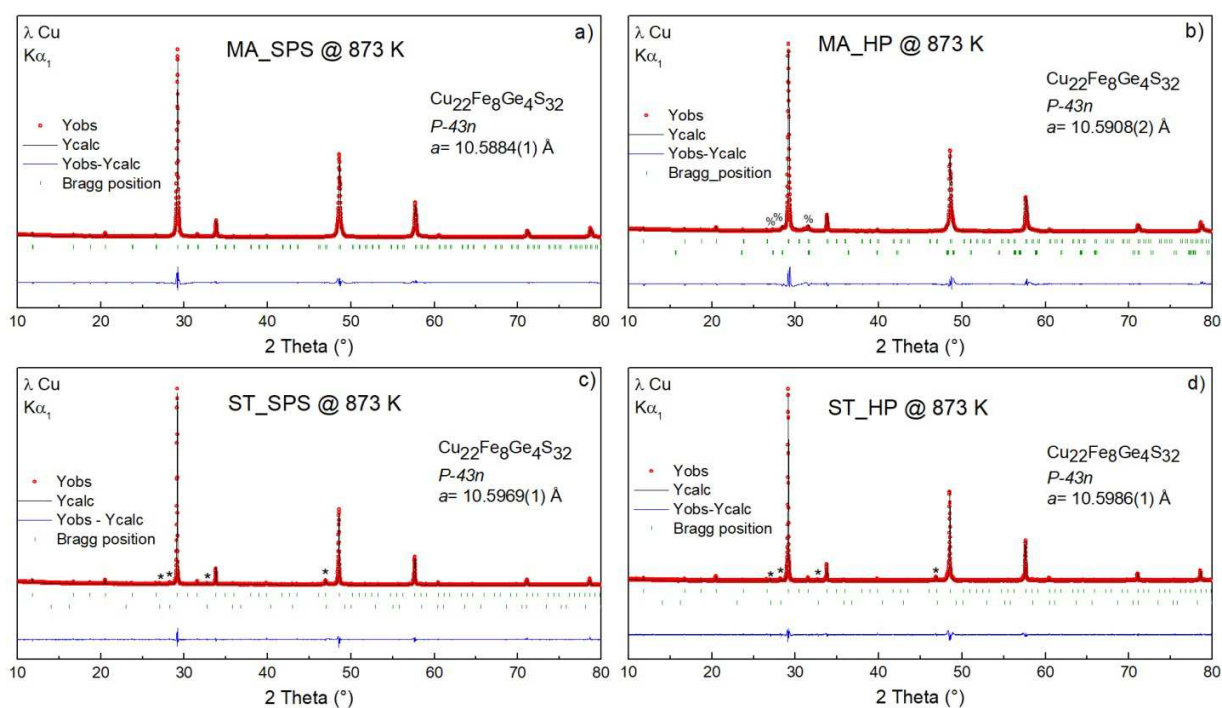 λ Cu
Kα1
MA_SPS @ 873 K
a)
Cu22Fe8Ge4S32
P-43n
a= 10.5884(1) Å
Yobs
Ycalc
Yobs-Ycalc
Bragg position
10 20 30 40 50 60 70 80
2 Theta (°)
λ Cu
Kα1
MA_HP @ 873 K
b)
Cu22Fe8Ge4S32
P-43n
a= 10.5908(2) Å
Yobs
Ycalc
Yobs-Ycalc
Bragg_position
% % %
10 20 30 40 50 60 70 80
2 Theta (°)
λ Cu
Kα1
ST_SPS @ 873 K
c)
Cu22Fe8Ge4S32
P-43n
a= 10.5969(1) Å
Yobs
Ycalc
Yobs - Ycalc
Bragg position
* * * *
10 20 30 40 50 60 70 80
2 Theta (°)
λ Cu
Kα1
ST_HP @ 873 K
d)
Cu22Fe8Ge4S32
P-43n
a= 10.5986(1) Å
Yobs
Ycalc
Yobs-Ycalc
Bragg position
* * * *
10 20 30 40 50 60 70 80
2 Theta (°)